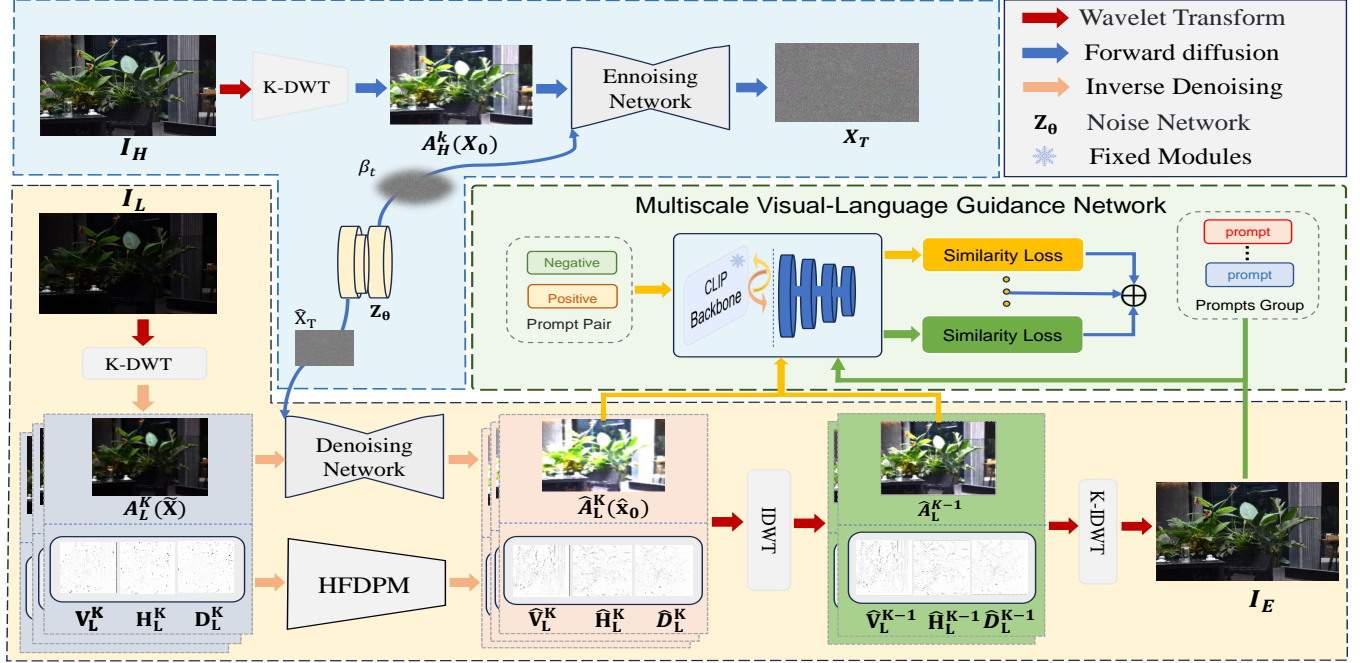 K-DWT
Ennoising
Network
I_H
A_H^k(X_0)
X_T
Wavelet Transform
Forward diffusion
Inverse Denoising
Z_θ Noise Network
Fixed Modules
β_t
Z_θ
X̂_T
I_L
K-DWT
Multiscale Visual-Language Guidance Network
Negative
Positive
Prompt Pair
CLIP
Backbone
Similarity Loss
Similarity Loss
prompt
prompt
Prompts Group
A_L^K(X̃)
V_L^K H_L^K D_L^K
Denoising
Network
HFDPM
Â_L^K(x̂_0)
V̂_L^K Ĥ_L^K D̂_L^K
IDWT
Â_L^{K-1}
V̂_L^{K-1} Ĥ_L^{K-1} D̂_L^{K-1}
K-IDWT
I_E